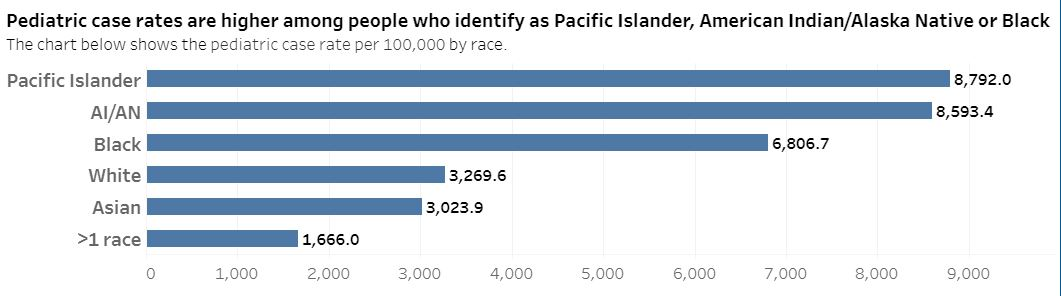 Pediatric case rates are higher among people who identify as Pacific Islander, American Indian/Alaska Native or Black
The chart below shows the pediatric case rate per 100,000 by race.
Pacific Islander 8,792.0
AI/AN 8,593.4
Black 6,806.7
White 3,269.6
Asian 3,023.9
>1 race 1,666.0
0 1,000 2,000 3,000 4,000 5,000 6,000 7,000 8,000 9,000